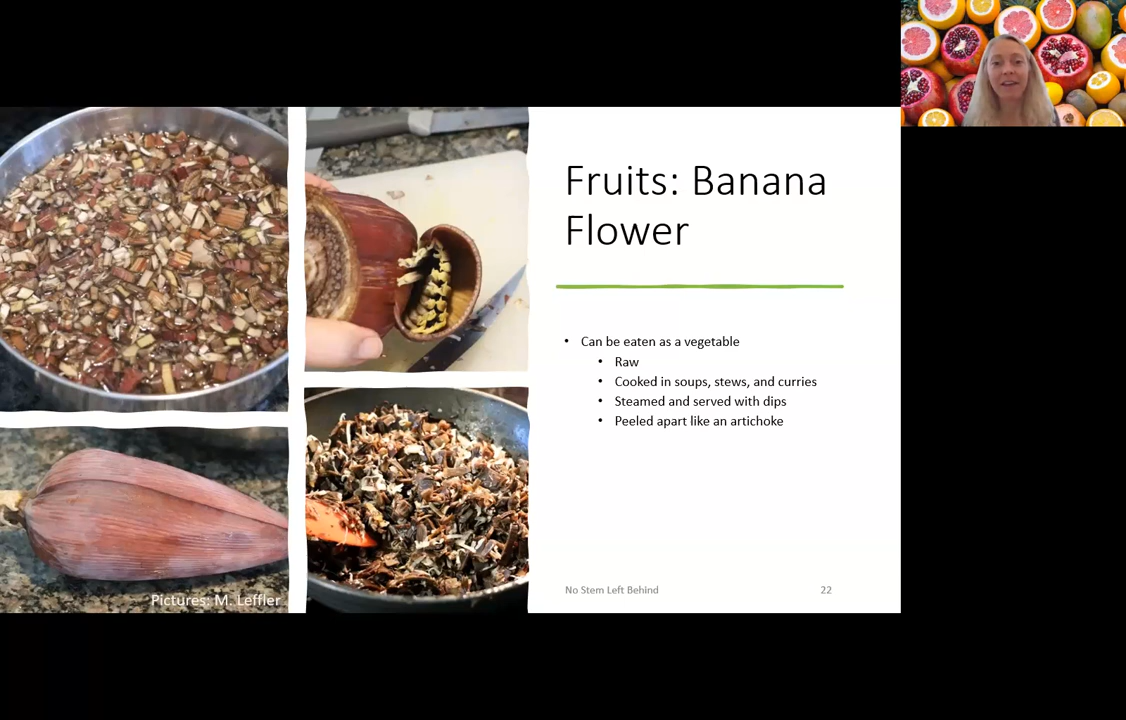 Fruits: Banana
Flower
• Can be eaten as a vegetable
• Raw
• Cooked in soups, stews, and curries
• Steamed and served with dips
• Peeled apart like an artichoke
Pictures: M. Leffler
No Stem Left Behind 22